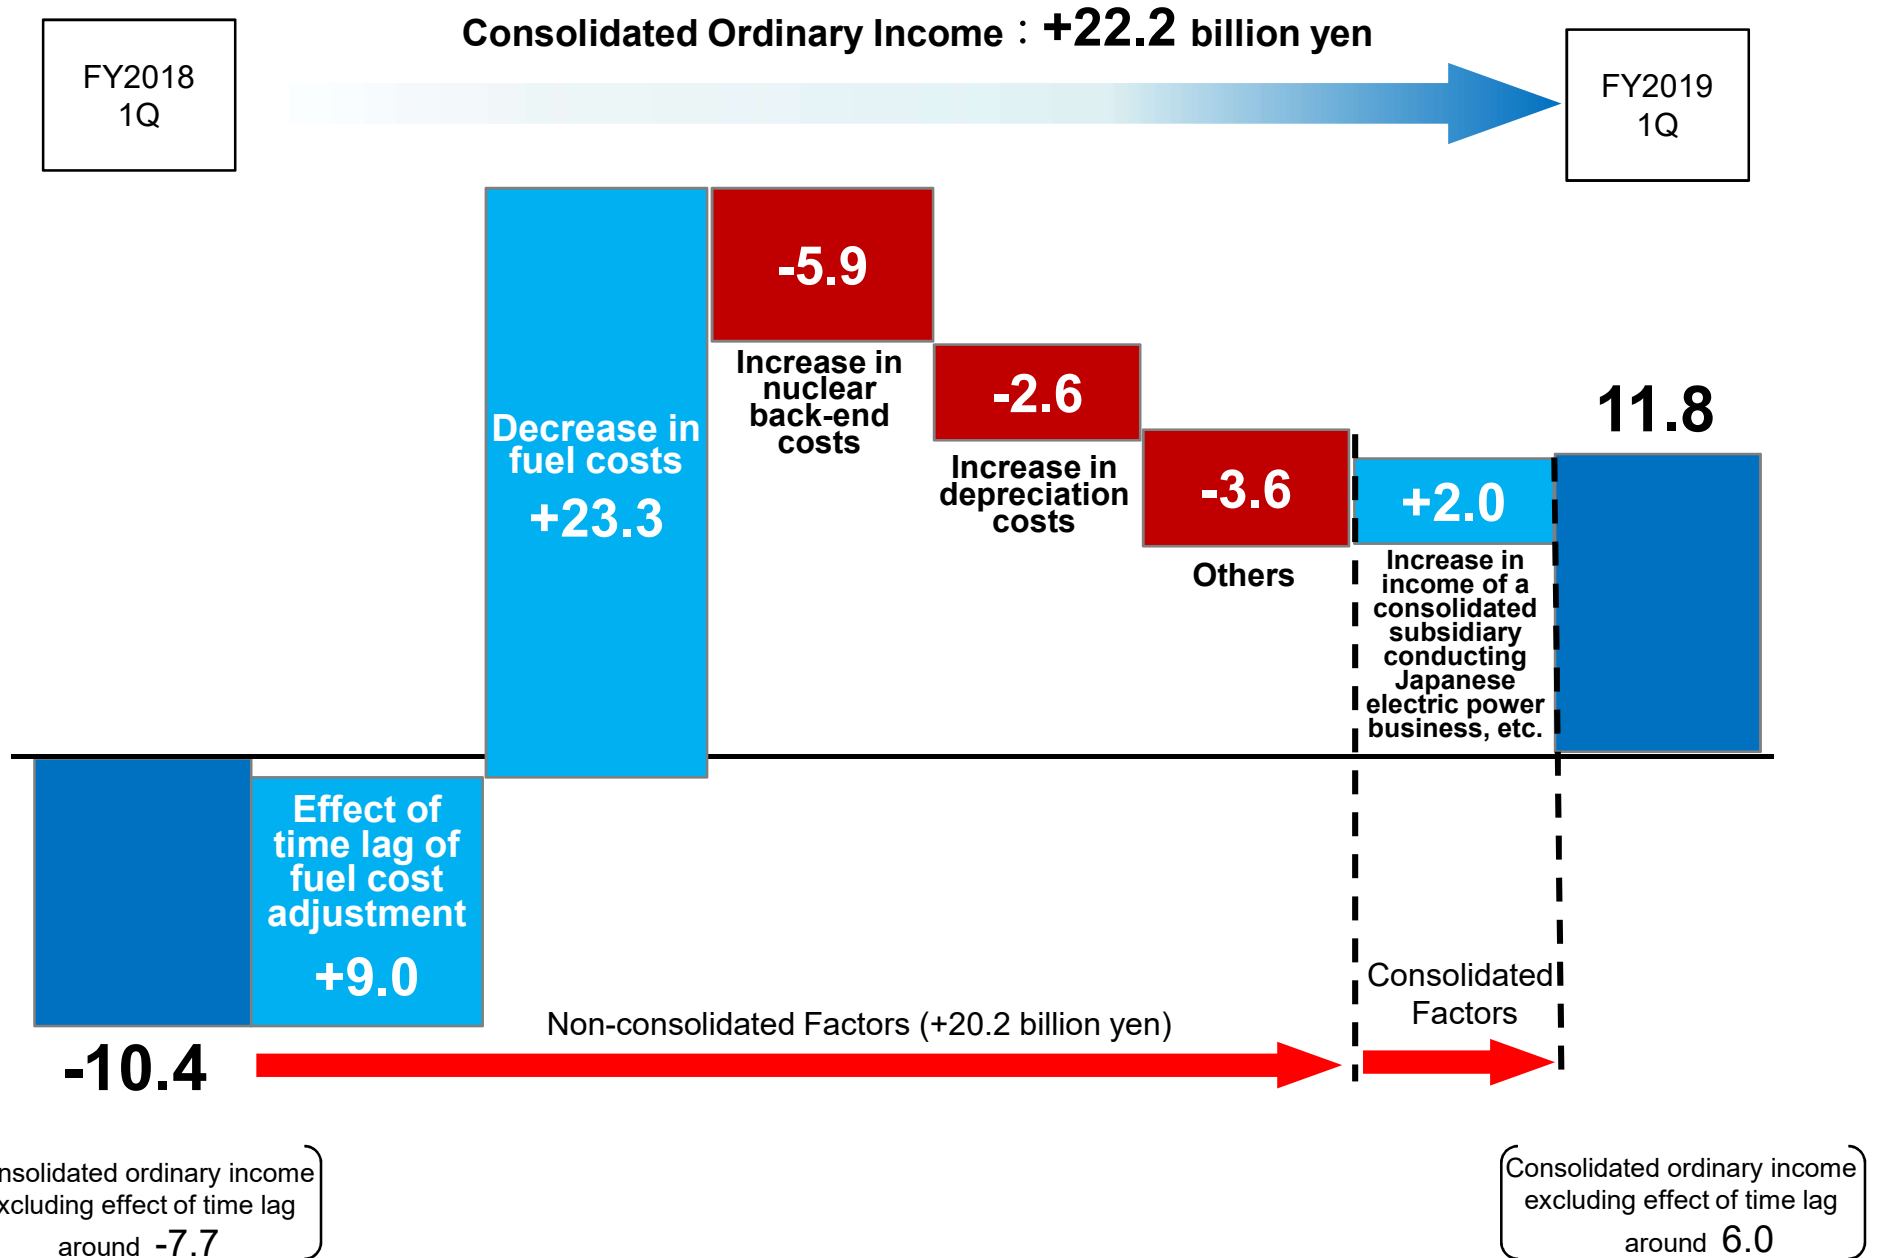 FY2018
1Q
Consolidated Ordinary Income：+22.2 billion yen
FY2019
1Q
-5.9
Increase in
nuclear
back-end
costs
Decrease in
fuel costs
+23.3
-2.6
Increase in
depreciation
costs
-3.6
Others
+2.0
Increase in
income of a
consolidated
subsidiary
conducting
Japanese
electric power
business, etc.
11.8
Effect of
time lag of
fuel cost
adjustment
+9.0
-10.4
Non-consolidated Factors (+20.2 billion yen)
Consolidated
Factors
nsolidated ordinary income
xcluding effect of time lag
around -7.7
Consolidated ordinary income
excluding effect of time lag
around 6.0